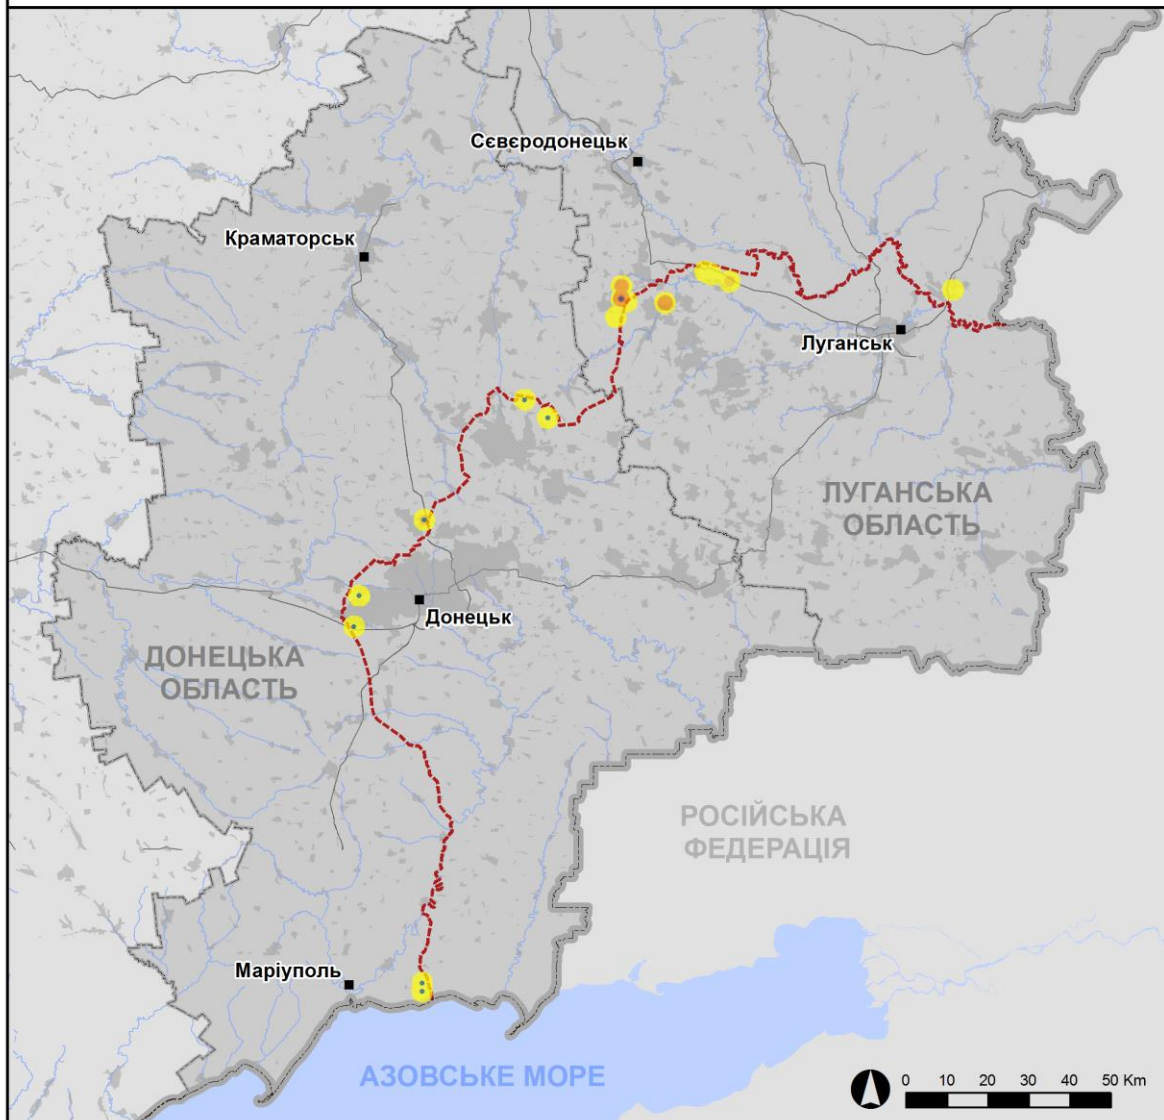 Сєвєродонецьк
Краматорськ
Луганськ
ЛУГАНСЬКА
ОБЛАСТЬ
Донецьк
ДОНЕЦЬКА
ОБЛАСТЬ
РОСІЙСЬКА
ФЕДЕРАЦІЯ
Маріуполь
АЗОВСЬКЕ МОРЕ
0 10 20 30 40 50 Km